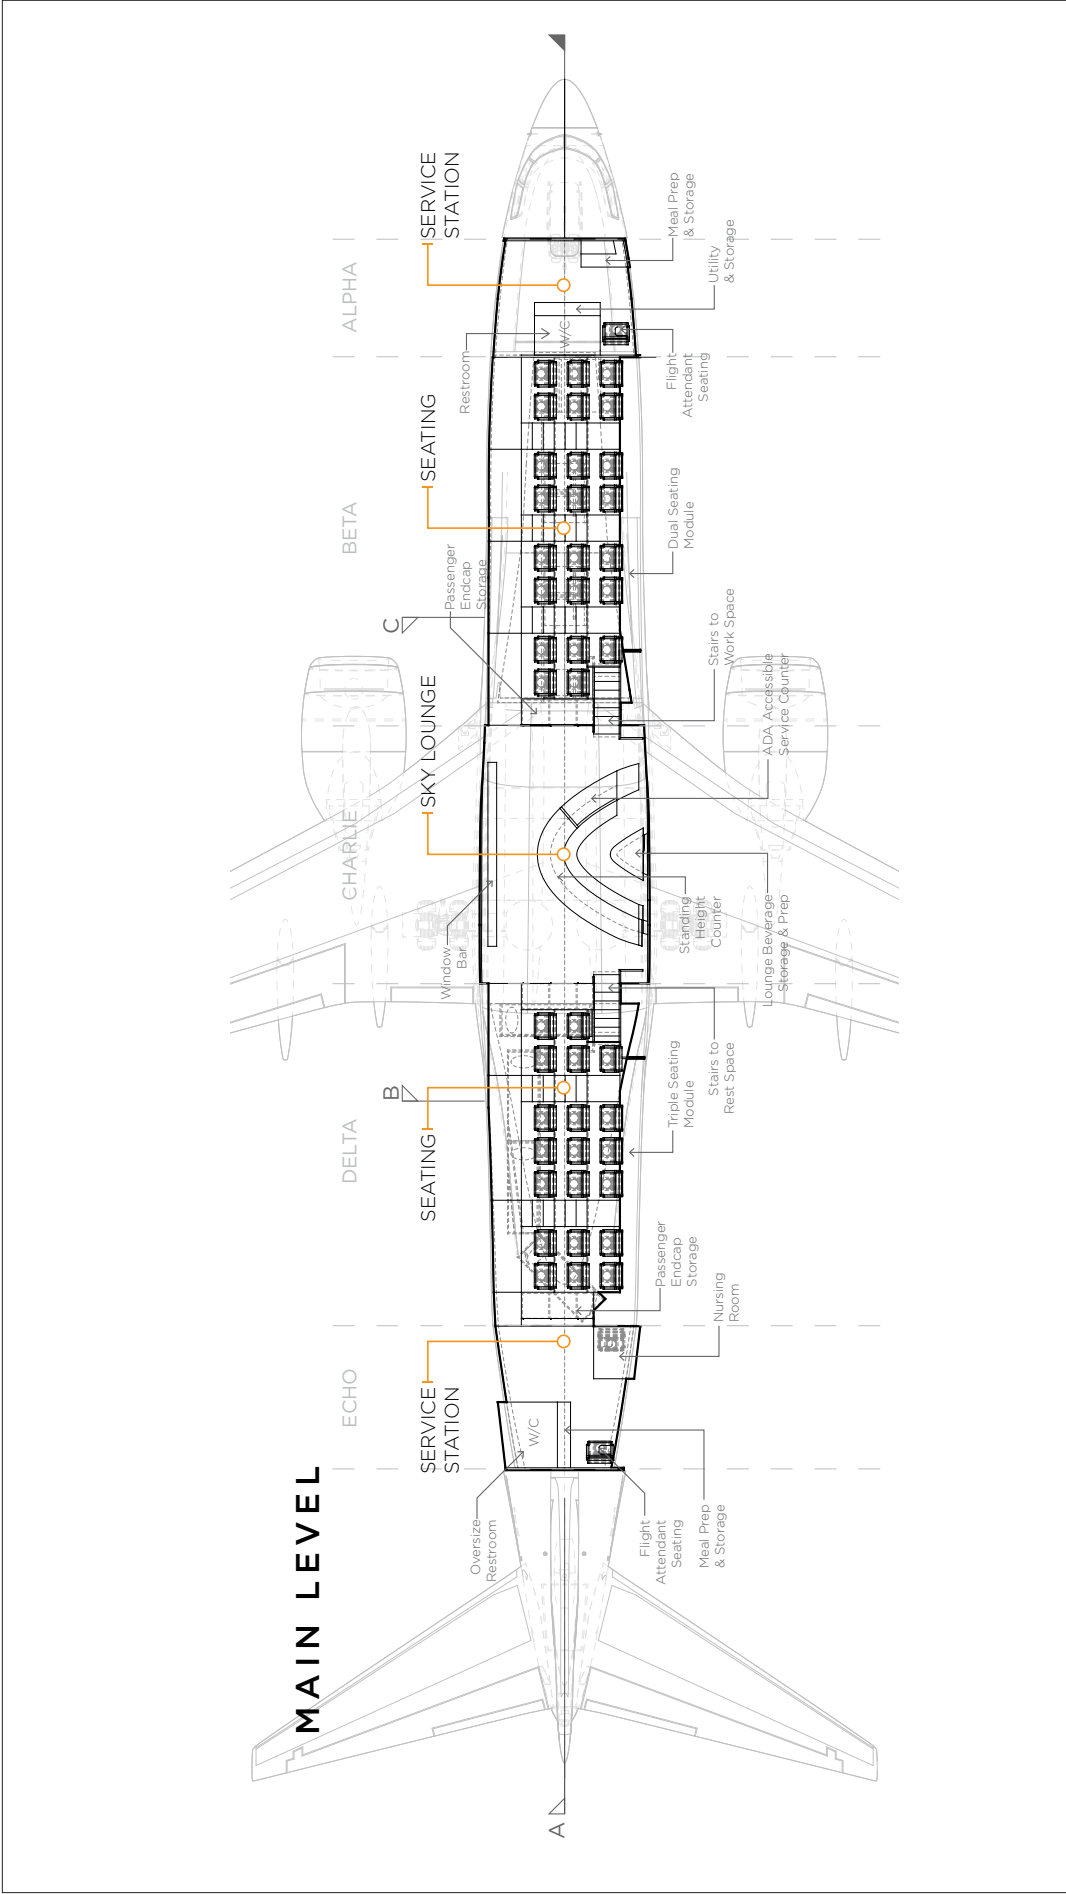 MAIN LEVEL
ECHO
DELTA
CHARLIE
BETA
ALPHA
SERVICE
STATION
SEATING
SKY LOUNGE
SEATING
SERVICE
STATION
B
C
A
Oversize
Restroom
Window
Bar
Passenger
Endcap
Storage
Restroom
W/C
W/C
Flight
Attendant
Seating
Meal Prep
& Storage
Nursing
Room
Passenger
Endcap
Storage
Triple Seating
Module
Stairs to
Rest Space
Standing
Height
Counter
Lounge Beverage
Storage & Prep
ADA Accessible
Service Counter
Stairs to
Work Space
Dual Seating
Module
Flight
Attendant
Seating
Utility
& Storage
Meal Prep
& Storage